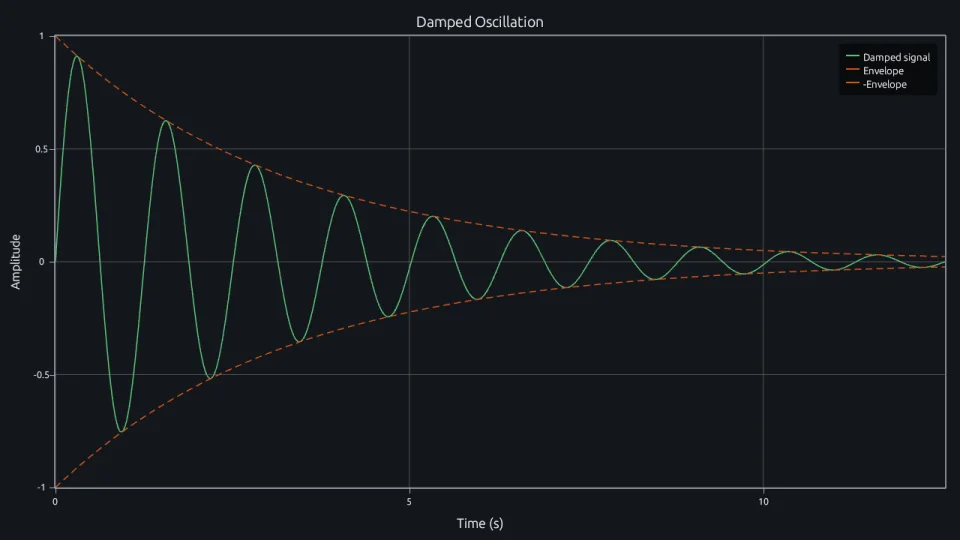 Damped Oscillation
1
Damped signal
Envelope
-Envelope
0.5
Amplitude
0
-0.5
-1
0 5 10
Time (s)